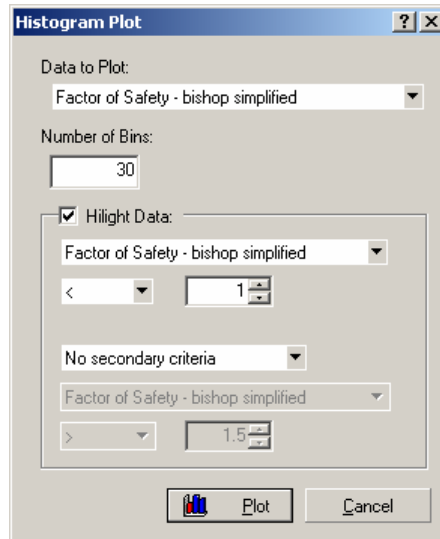 Histogram Plot
Data to Plot:
Factor of Safety - bishop simplified
Number of Bins:
30
Hilight Data:
Factor of Safety - bishop simplified
< 1
No secondary criteria
Factor of Safety - bishop simplified
> 1.5
Plot Cancel